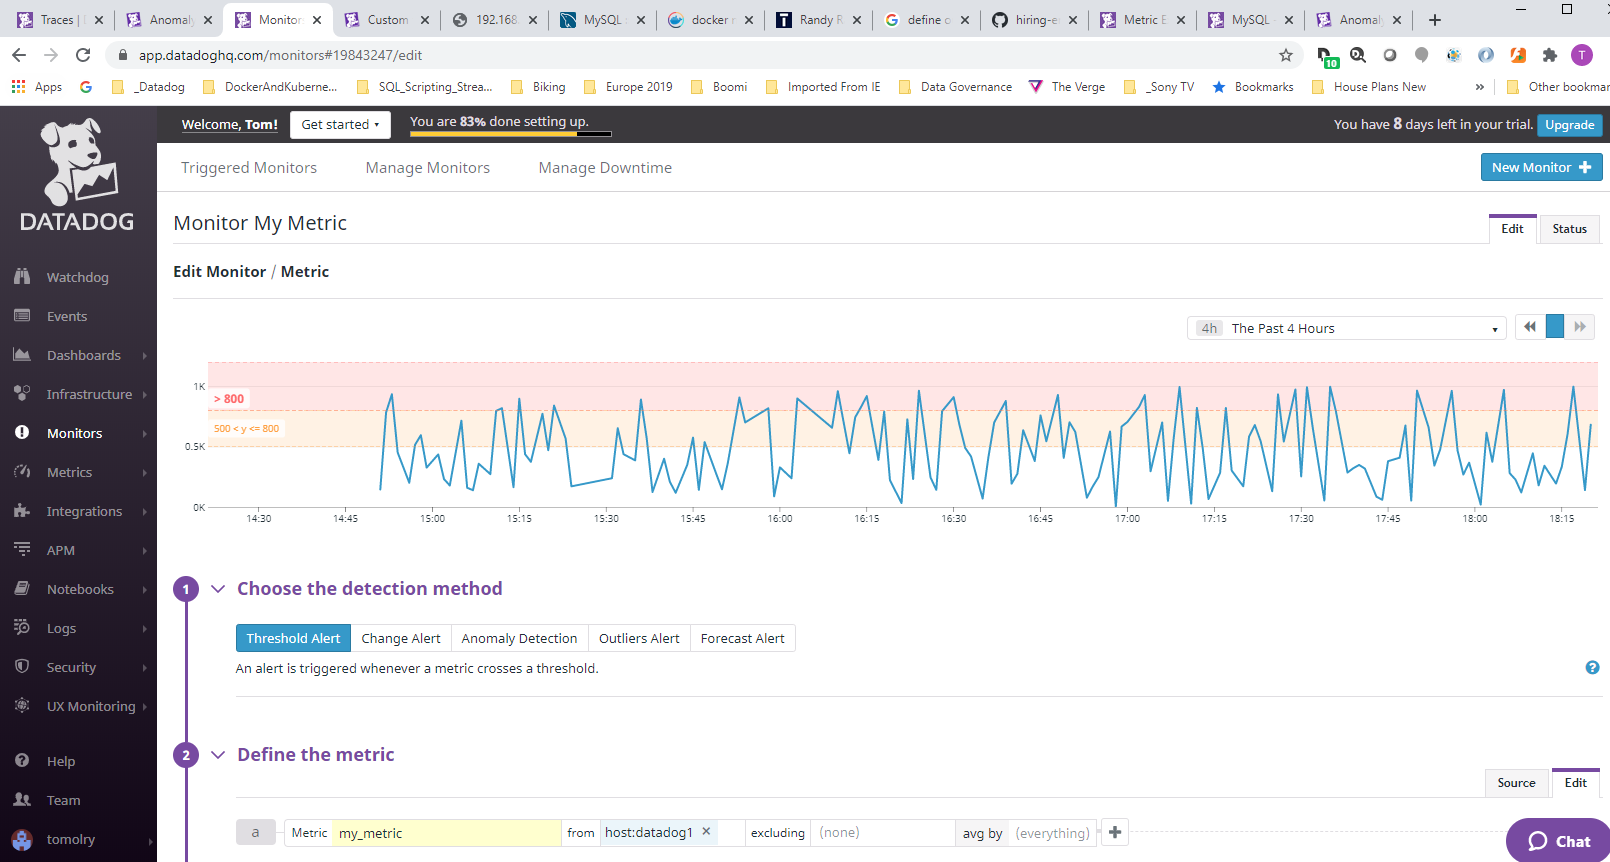 Traces |
Anomaly
Monitor
Custom
192.168
MySQL
docker
Randy R
define o
hiring-e
Metric E
MySQL
Anomaly
app.datadoghq.com/monitors#19843247/edit
10
T
Apps
_Datadog
DockerAndKuberne...
SQL_Scripting_Strea...
Biking
Europe 2019
Boomi
Imported From IE
Data Governance
The Verge
_Sony TV
Bookmarks
House Plans New
»
Other bookmar
DATADOG
Welcome, Tom!
Get started
You are 83% done setting up.
You have 8 days left in your trial.
Upgrade
Triggered Monitors
Manage Monitors
Manage Downtime
New Monitor +
Watchdog
Events
Dashboards
Infrastructure
Monitors
Metrics
Integrations
APM
Notebooks
Logs
Security
UX Monitoring
Help
Team
tomolry
Monitor My Metric
Edit
Status
Edit Monitor / Metric
4h The Past 4 Hours
1K
> 800
500 < y <= 800
0.5K
0K
14:30
14:45
15:00
15:15
15:30
15:45
16:00
16:15
16:30
16:45
17:00
17:15
17:30
17:45
18:00
18:15
1
Choose the detection method
Threshold Alert
Change Alert
Anomaly Detection
Outliers Alert
Forecast Alert
An alert is triggered whenever a metric crosses a threshold.
?
2
Define the metric
Source
Edit
a
Metric my_metric from host:datadog1 × excluding (none) avg by (everything) +
Chat